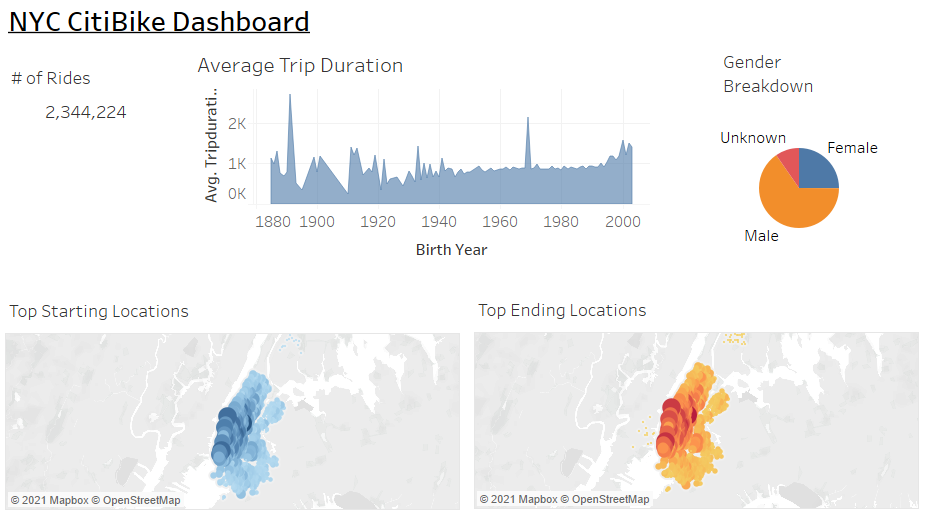 NYC CitiBike Dashboard
# of Rides
2,344,224
Average Trip Duration
Avg. Tripdurati..
2K
1K
0K
1880 1900 1920 1940 1960 1980 2000
Birth Year
Gender
Breakdown
Unknown
Female
Male
Top Starting Locations
© 2021 Mapbox © OpenStreetMap
Top Ending Locations
© 2021 Mapbox © OpenStreetMap